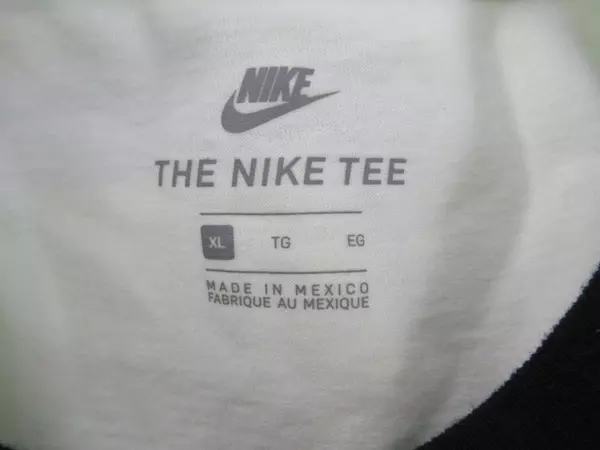 NIKE
THE NIKE TEE
XL TG EG
MADE IN MEXICO
FABRIQUE AU MEXIQUE